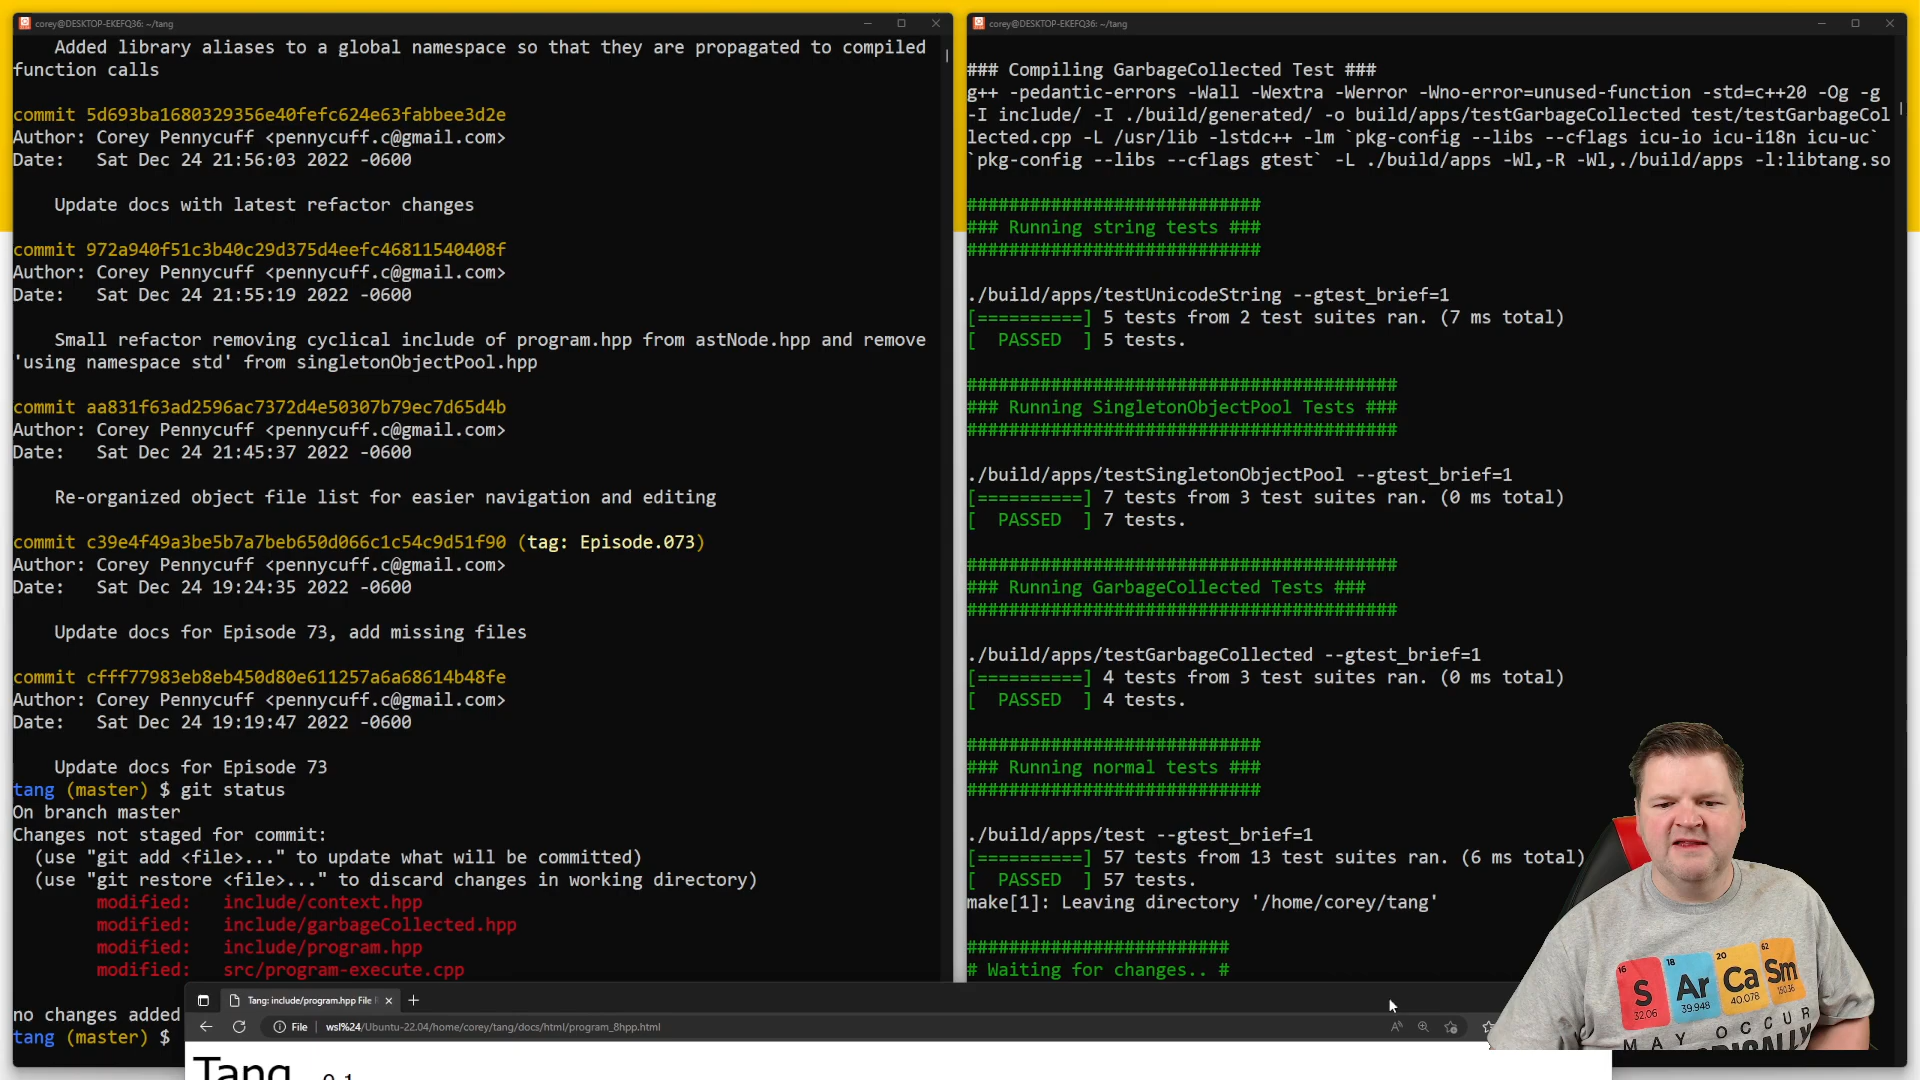 corey@DESKTOP-EKEFQ36: ~/tang
Added library aliases to a global namespace so that they are propagated to compiled
function calls
commit 5d693ba1680329356e40fefc624e63fabbee3d2e
Author: Corey Pennycuff <pennycuff.c@gmail.com>
Date:   Sat Dec 24 21:56:03 2022 -0600
Update docs with latest refactor changes
commit 972a940f51c3b40c29d375d4eefc46811540408f
Author: Corey Pennycuff <pennycuff.c@gmail.com>
Date:   Sat Dec 24 21:55:19 2022 -0600
Small refactor removing cyclical include of program.hpp from astNode.hpp and remove
'using namespace std' from singletonObjectPool.hpp
commit aa831f63ad2596ac7372d4e50307b79ec7d65d4b
Author: Corey Pennycuff <pennycuff.c@gmail.com>
Date:   Sat Dec 24 21:45:37 2022 -0600
Re-organized object file list for easier navigation and editing
commit c39e4f49a3be5b7a7beb650d066c1c54c9d51f90 (tag: Episode.073)
Author: Corey Pennycuff <pennycuff.c@gmail.com>
Date:   Sat Dec 24 19:24:35 2022 -0600
Update docs for Episode 73, add missing files
commit cfff77983eb8eb450d80e611257a6a68614b48fe
Author: Corey Pennycuff <pennycuff.c@gmail.com>
Date:   Sat Dec 24 19:19:47 2022 -0600
Update docs for Episode 73
tang (master) $ git status
On branch master
Changes not staged for commit:
(use "git add <file>..." to update what will be committed)
(use "git restore <file>..." to discard changes in working directory)
modified:   include/context.hpp
modified:   include/garbageCollected.hpp
modified:   include/program.hpp
modified:   src/program-execute.cpp
no changes added
tang (master) $
corey@DESKTOP-EKEFQ36: ~/tang
### Compiling GarbageCollected Test ###
g++ -pedantic-errors -Wall -Wextra -Werror -Wno-error=unused-function -std=c++20 -Og -g
-I include/ -I ./build/generated/ -o build/apps/testGarbageCollected test/testGarbageCol
lected.cpp -L /usr/lib -lstdc++ -lm `pkg-config --libs --cflags icu-io icu-i18n icu-uc`
`pkg-config --libs --cflags gtest` -L ./build/apps -Wl,-R -Wl,./build/apps -l:libtang.so
############################
### Running string tests ###
############################
./build/apps/testUnicodeString --gtest_brief=1
[==========] 5 tests from 2 test suites ran. (7 ms total)
[  PASSED  ] 5 tests.
#########################################
### Running SingletonObjectPool Tests ###
#########################################
./build/apps/testSingletonObjectPool --gtest_brief=1
[==========] 7 tests from 3 test suites ran. (0 ms total)
[  PASSED  ] 7 tests.
#########################################
### Running GarbageCollected Tests ###
#########################################
./build/apps/testGarbageCollected --gtest_brief=1
[==========] 4 tests from 3 test suites ran. (0 ms total)
[  PASSED  ] 4 tests.
############################
### Running normal tests ###
############################
./build/apps/test --gtest_brief=1
[==========] 57 tests from 13 test suites ran. (6 ms total)
[  PASSED  ] 57 tests.
make[1]: Leaving directory '/home/corey/tang'
#########################
# Waiting for changes.. #
Tang: include/program.hpp File
File wsl%24/Ubuntu-22.04/home/corey/tang/docs/html/program_8hpp.html
Tang 0.1
16 18 20 62
S Ar Ca Sm
32.06 39.948 40.078 150.36
MAY OCCUR